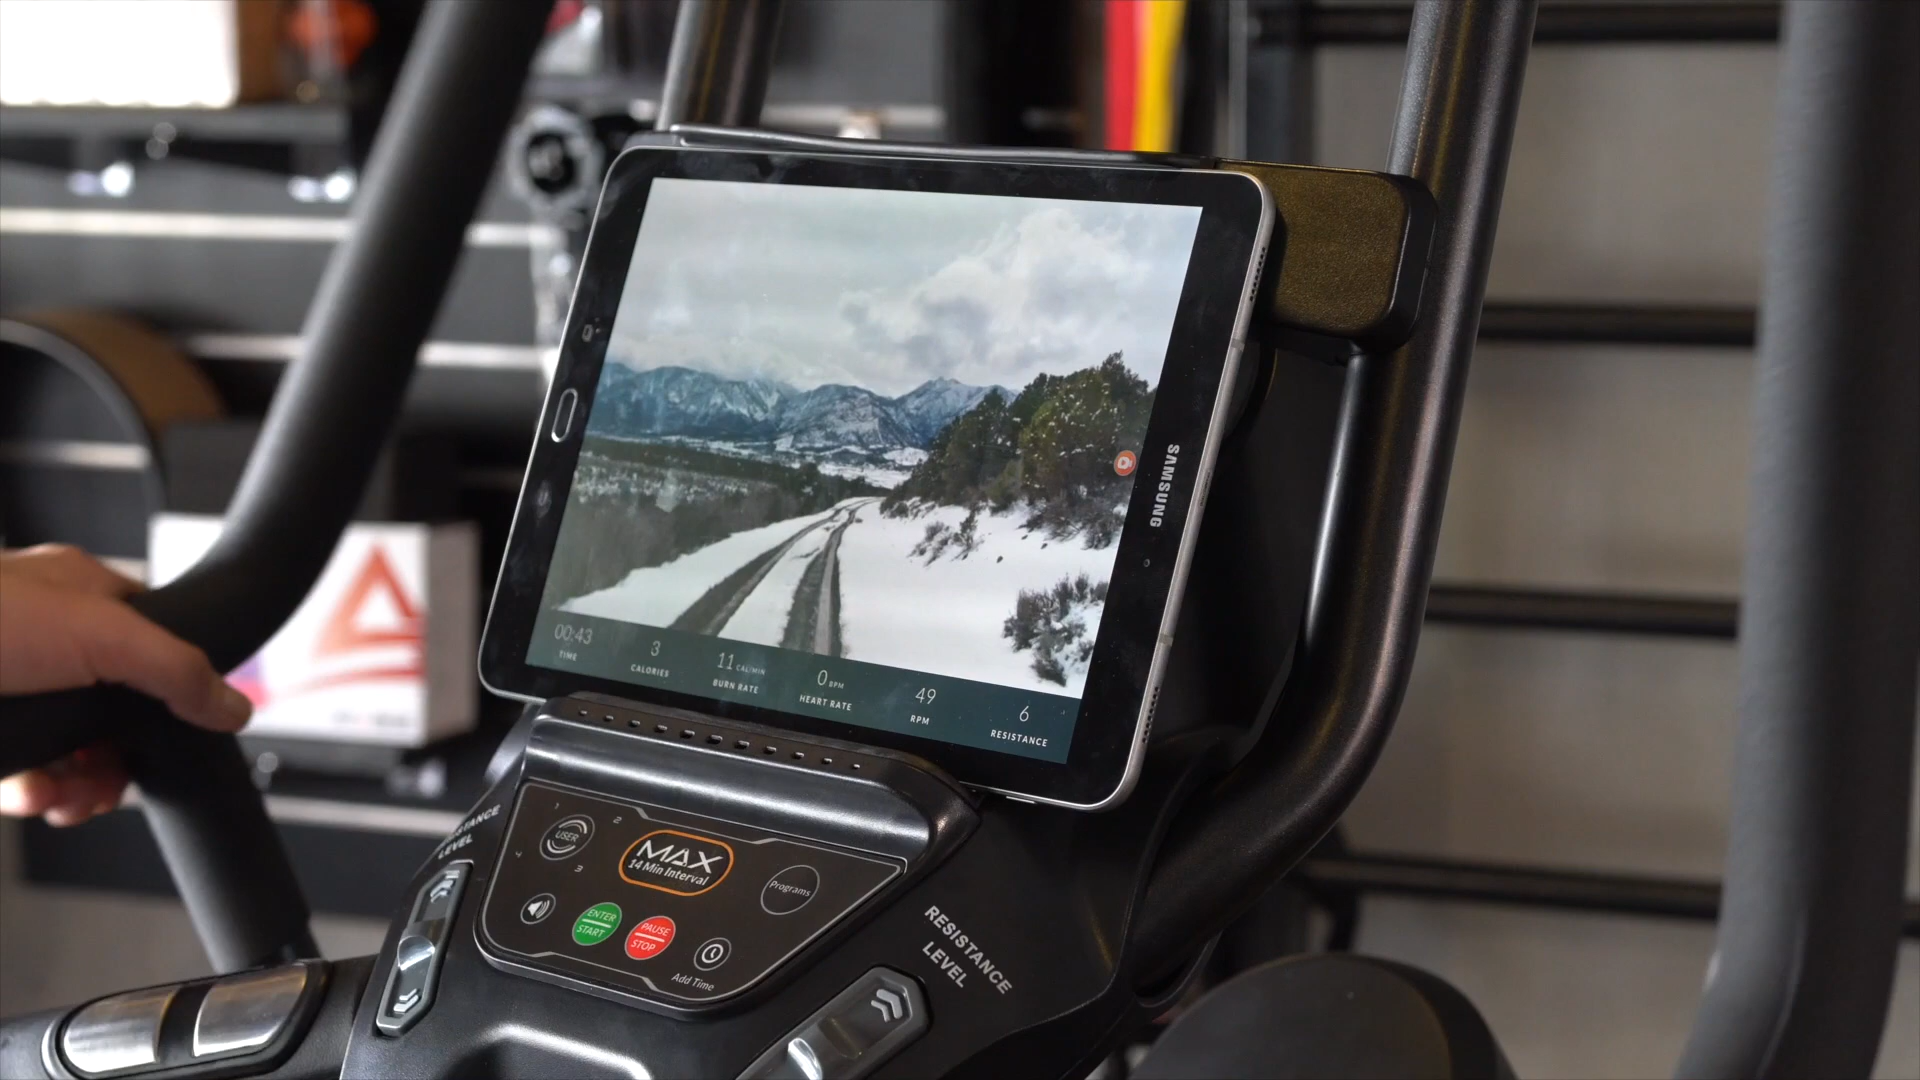 SAMSUNG
00:43
TIME
3
CALORIES
11 CAL/MIN
BURN RATE
0 BPM
HEART RATE
49
RPM
6
RESISTANCE
RESISTANCE
LEVEL
1
2
USER
4
3
MAX
14 Min Interval
Programs
ENTER
START
PAUSE
STOP
Add Time
RESISTANCE
LEVEL